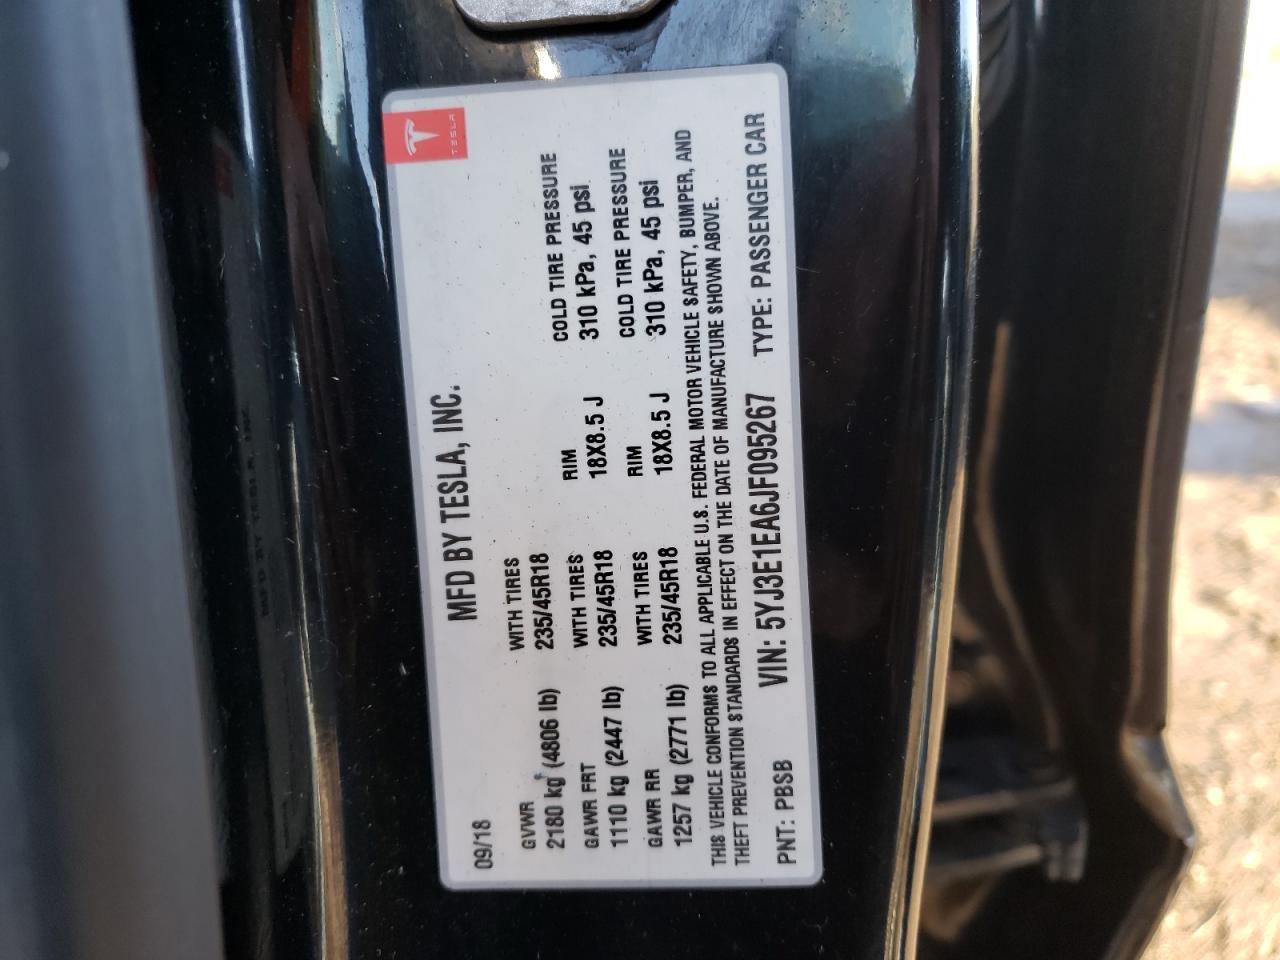 TESLA
MFD BY TESLA, INC.
09/18
GVWR WITH TIRES
2180 kg (4806 lb) 235/45R18 COLD TIRE PRESSURE
GAWR FRT WITH TIRES RIM 310 kPa, 45 psi
1110 kg (2447 lb) 235/45R18 18X8.5 J COLD TIRE PRESSURE
GAWR RR WITH TIRES RIM 310 kPa, 45 psi
1257 kg (2771 lb) 235/45R18 18X8.5 J
THIS VEHICLE CONFORMS TO ALL APPLICABLE U.S. FEDERAL MOTOR VEHICLE SAFETY, BUMPER, AND
THEFT PREVENTION STANDARDS IN EFFECT ON THE DATE OF MANUFACTURE SHOWN ABOVE.
PNT: PBSB VIN: 5YJ3E1EA6JF095267 TYPE: PASSENGER CAR